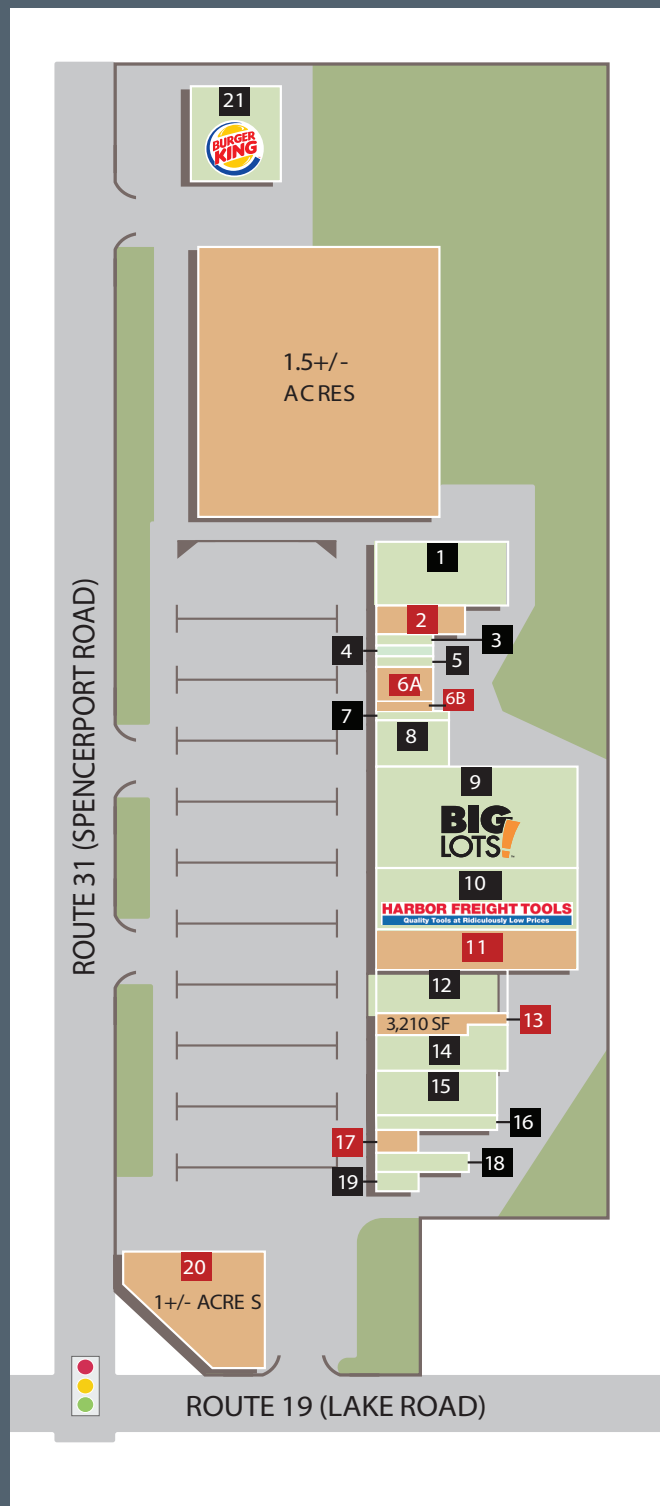 21
BURGER
KING
1.5+/-
ACRES
1
2
3
4
5
6A
6B
7
8
9
BIG
LOTS!
10
HARBOR FREIGHT TOOLS
Quality Tools at Ridiculously Low Prices
11
12
3,210 SF
13
14
15
16
17
18
19
20
1+/- ACRE S
ROUTE 31 (SPENCERPORT ROAD)
ROUTE 19 (LAKE ROAD)